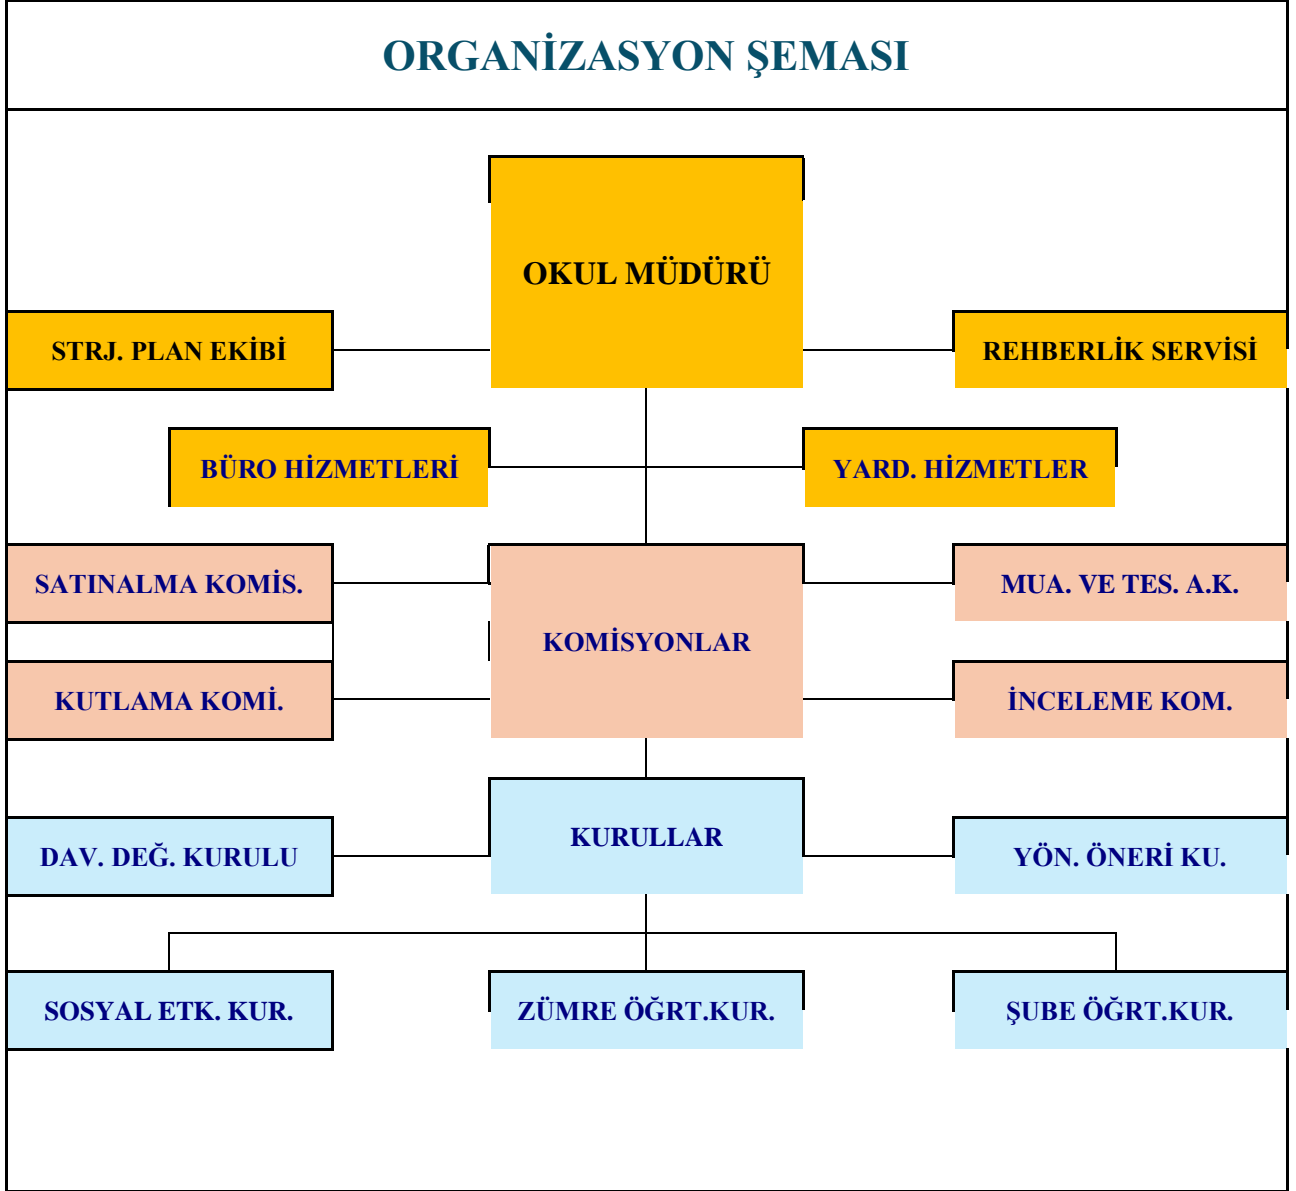 ORGANİZASYON ŞEMASI
OKUL MÜDÜRÜ
STRJ. PLAN EKİBİ
REHBERLİK SERVİSİ
BÜRO HİZMETLERİ
YARD. HİZMETLER
SATINALMA KOMİS.
MUA. VE TES. A.K.
KOMİSYONLAR
KUTLAMA KOMİ.
İNCELEME KOM.
KURULLAR
DAV. DEĞ. KURULU
YÖN. ÖNERİ KU.
SOSYAL ETK. KUR.
ZÜMRE ÖĞRT.KUR.
ŞUBE ÖĞRT.KUR.